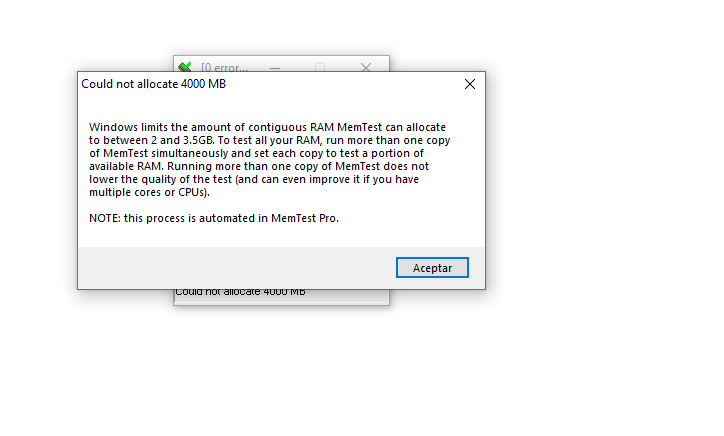 [0 error...
Could not allocate 4000 MB
Windows limits the amount of contiguous RAM MemTest can allocate
to between 2 and 3.5GB. To test all your RAM, run more than one copy
of MemTest simultaneously and set each copy to test a portion of
available RAM. Running more than one copy of MemTest does not
lower the quality of the test (and can even improve it if you have
multiple cores or CPUs).
NOTE: this process is automated in MemTest Pro.
Aceptar
Could not allocate 4000 MB